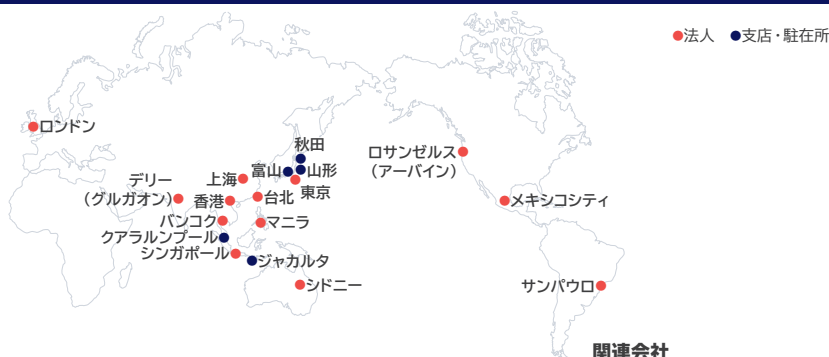 ●法人 ●支店・駐在所
ロンドン
秋田
富山
山形
東京
上海
デリー
(グルガオン)
香港
台北
バンコク
マニラ
クアラルンプール
シンガポール
ジャカルタ
シドニー
ロサンゼルス
(アーバイン)
メキシコシティ
サンパウロ
関連会社